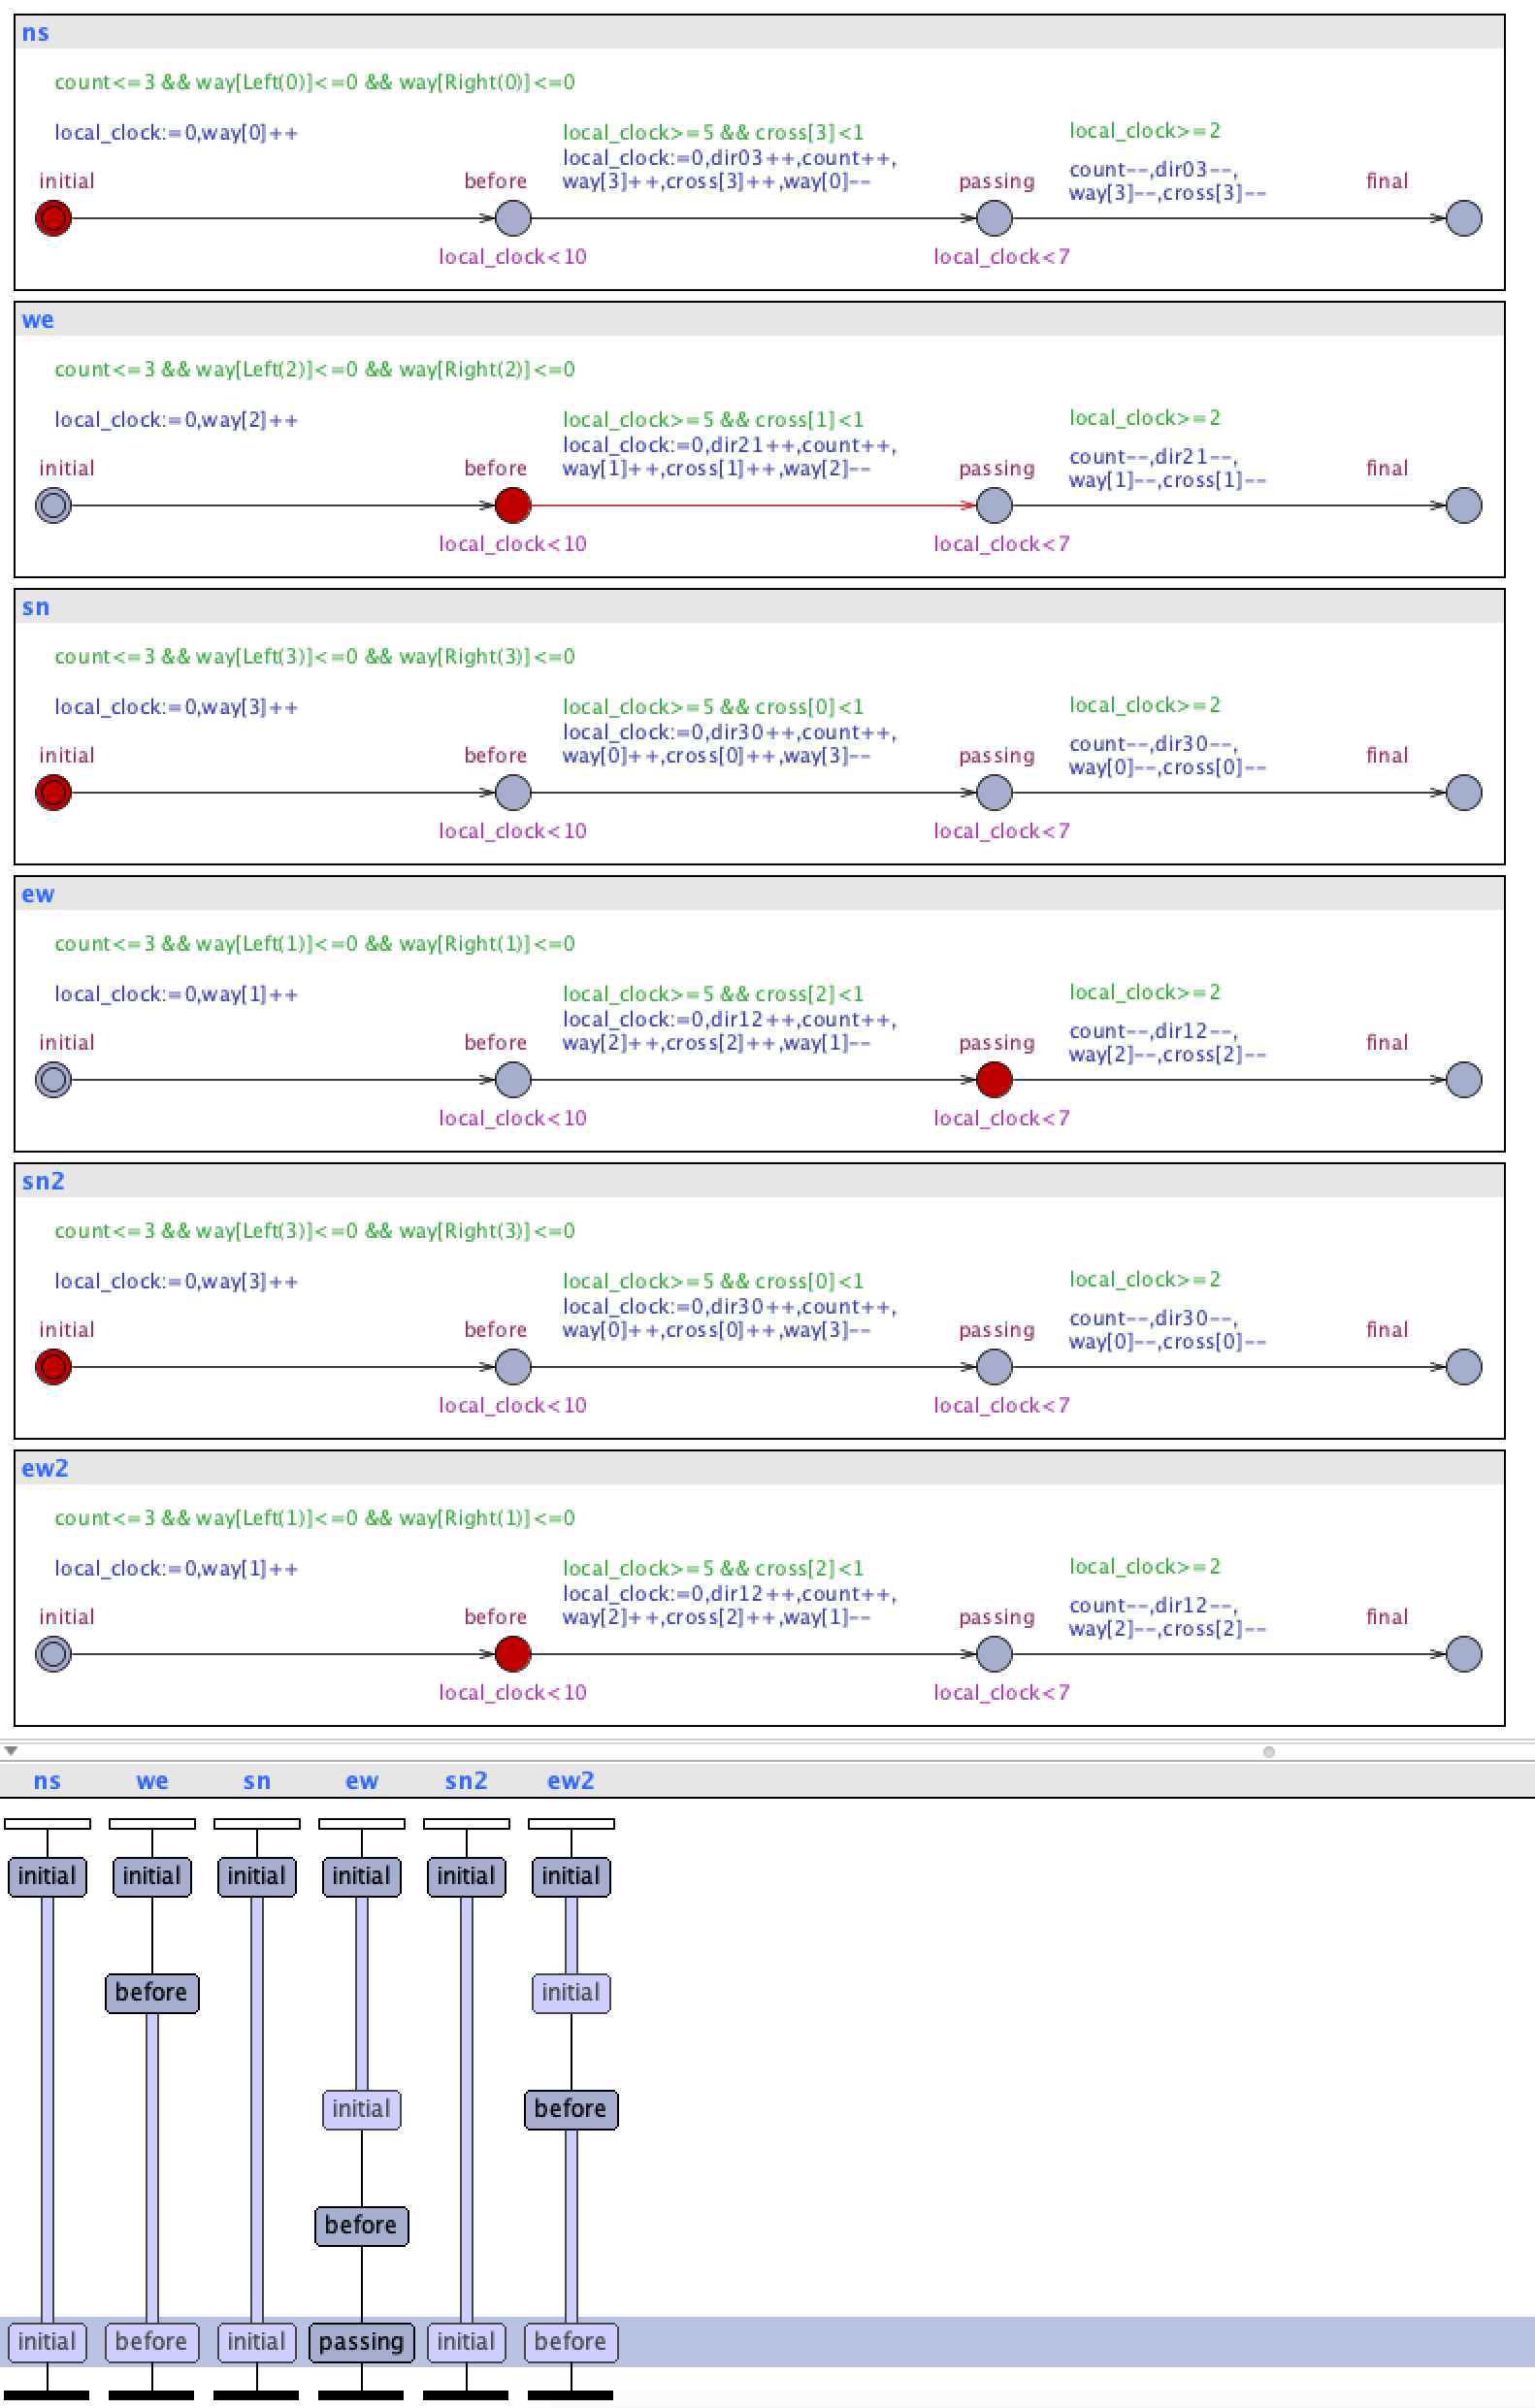 ns
count<=3 && way[Left(0)]<=0 && way[Right(0)]<=0
local_clock:=0,way[0]++
local_clock>=5 && cross[3]<1
local_clock:=0,dir03++,count++,
way[3]++,cross[3]++,way[0]--
local_clock>=2
count--,dir03--,
way[3]--,cross[3]--
initial before passing final
local_clock<10 local_clock<7
we
count<=3 && way[Left(2)]<=0 && way[Right(2)]<=0
local_clock:=0,way[2]++
local_clock>=5 && cross[1]<1
local_clock:=0,dir21++,count++,
way[1]++,cross[1]++,way[2]--
local_clock>=2
count--,dir21--,
way[1]--,cross[1]--
initial before passing final
local_clock<10 local_clock<7
sn
count<=3 && way[Left(3)]<=0 && way[Right(3)]<=0
local_clock:=0,way[3]++
local_clock>=5 && cross[0]<1
local_clock:=0,dir30++,count++,
way[0]++,cross[0]++,way[3]--
local_clock>=2
count--,dir30--,
way[0]--,cross[0]--
initial before passing final
local_clock<10 local_clock<7
ew
count<=3 && way[Left(1)]<=0 && way[Right(1)]<=0
local_clock:=0,way[1]++
local_clock>=5 && cross[2]<1
local_clock:=0,dir12++,count++,
way[2]++,cross[2]++,way[1]--
local_clock>=2
count--,dir12--,
way[2]--,cross[2]--
initial before passing final
local_clock<10 local_clock<7
sn2
count<=3 && way[Left(3)]<=0 && way[Right(3)]<=0
local_clock:=0,way[3]++
local_clock>=5 && cross[0]<1
local_clock:=0,dir30++,count++,
way[0]++,cross[0]++,way[3]--
local_clock>=2
count--,dir30--,
way[0]--,cross[0]--
initial before passing final
local_clock<10 local_clock<7
ew2
count<=3 && way[Left(1)]<=0 && way[Right(1)]<=0
local_clock:=0,way[1]++
local_clock>=5 && cross[2]<1
local_clock:=0,dir12++,count++,
way[2]++,cross[2]++,way[1]--
local_clock>=2
count--,dir12--,
way[2]--,cross[2]--
initial before passing final
local_clock<10 local_clock<7
ns we sn ew sn2 ew2
initial initial initial initial initial initial
before initial
initial before
before
initial before initial passing initial before